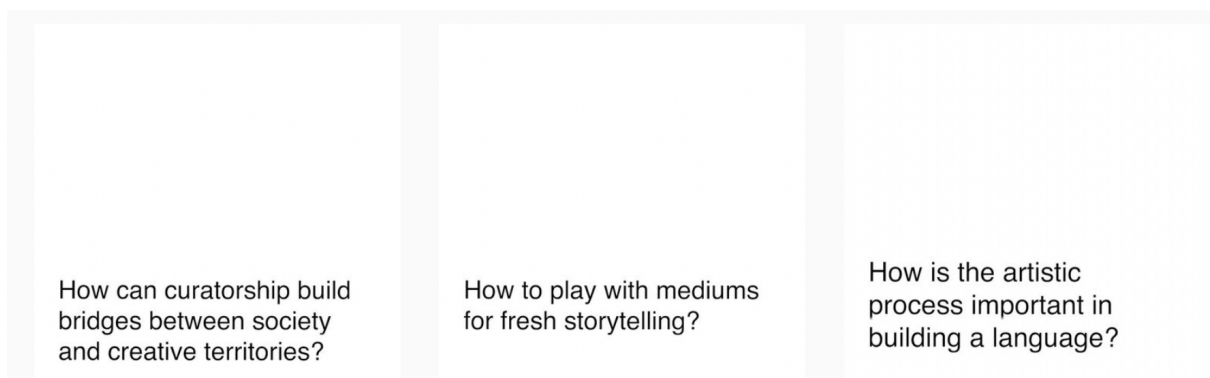 How can curatorship build
bridges between society
and creative territories?
How to play with mediums
for fresh storytelling?
How is the artistic
process important in
building a language?